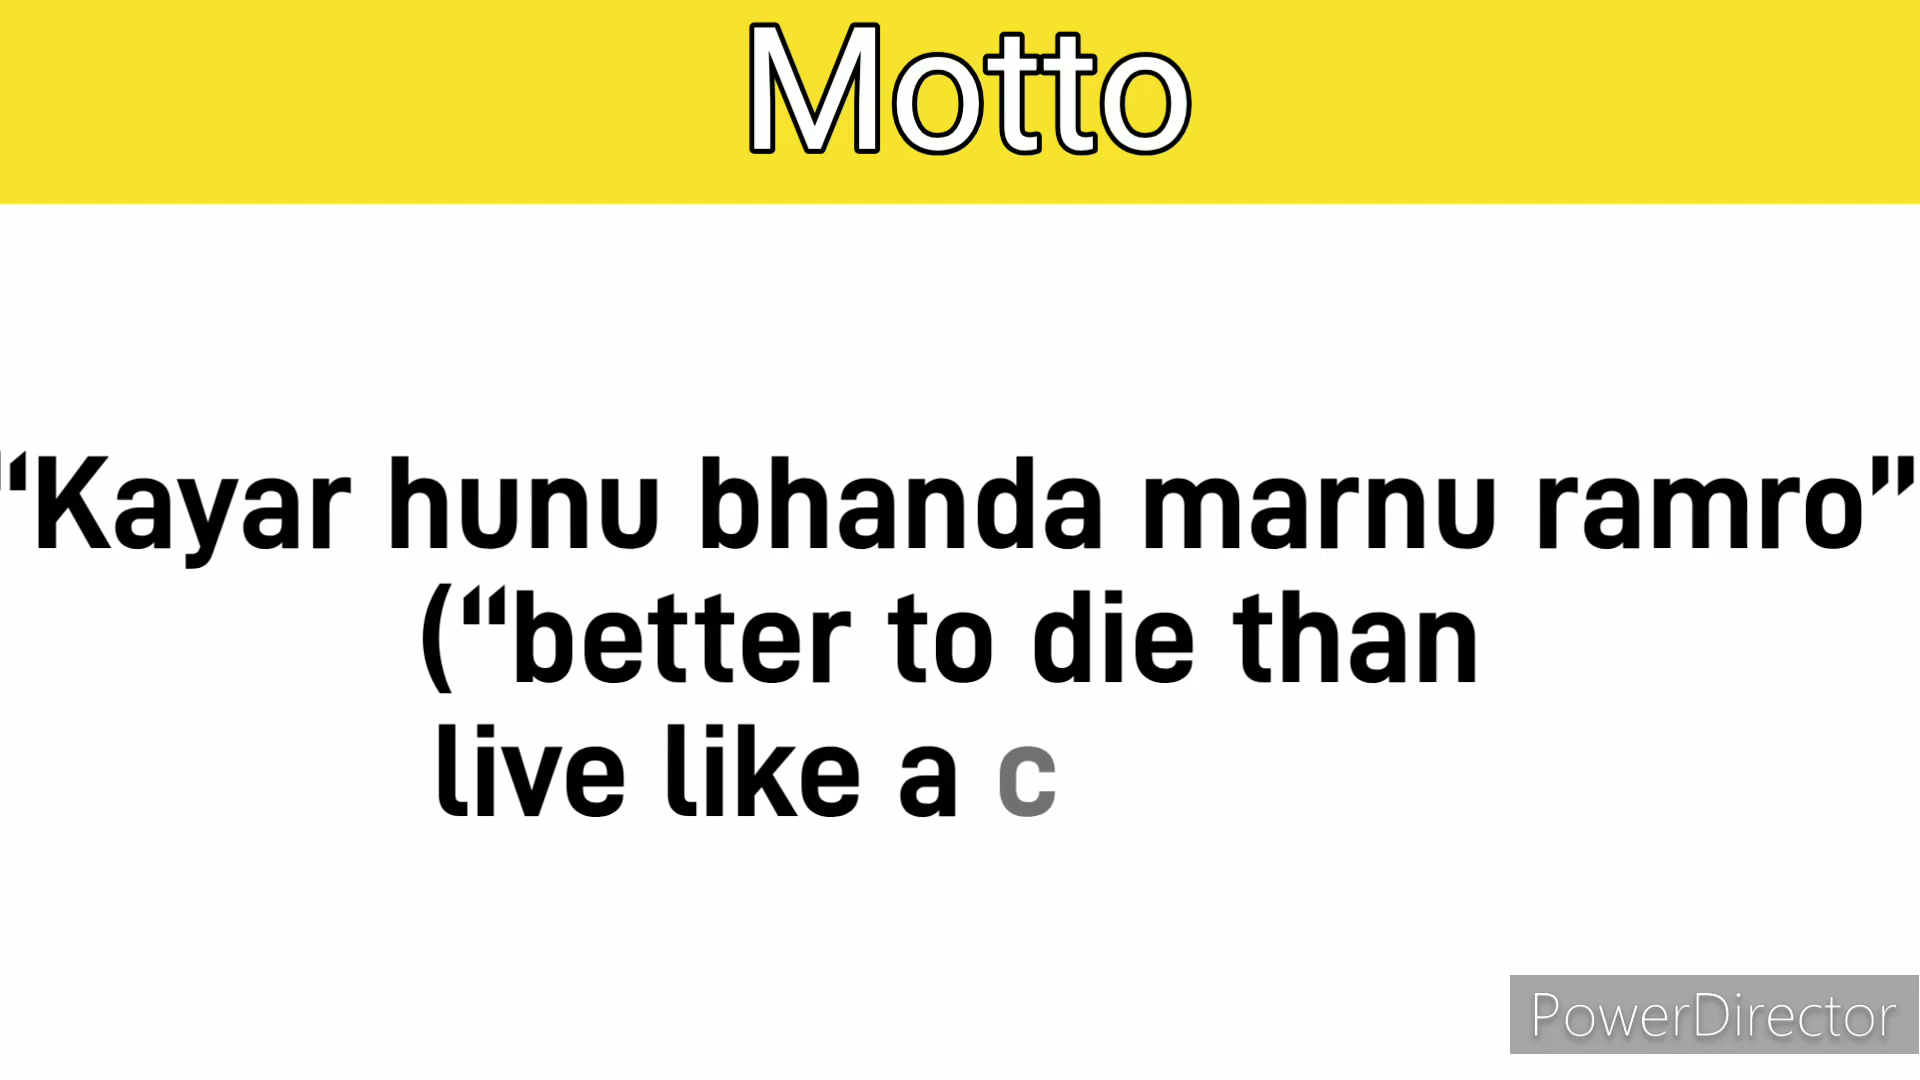 Motto
“Kayar hunu bhanda marnu ramro”
(“better to die than
live like a c
PowerDirector